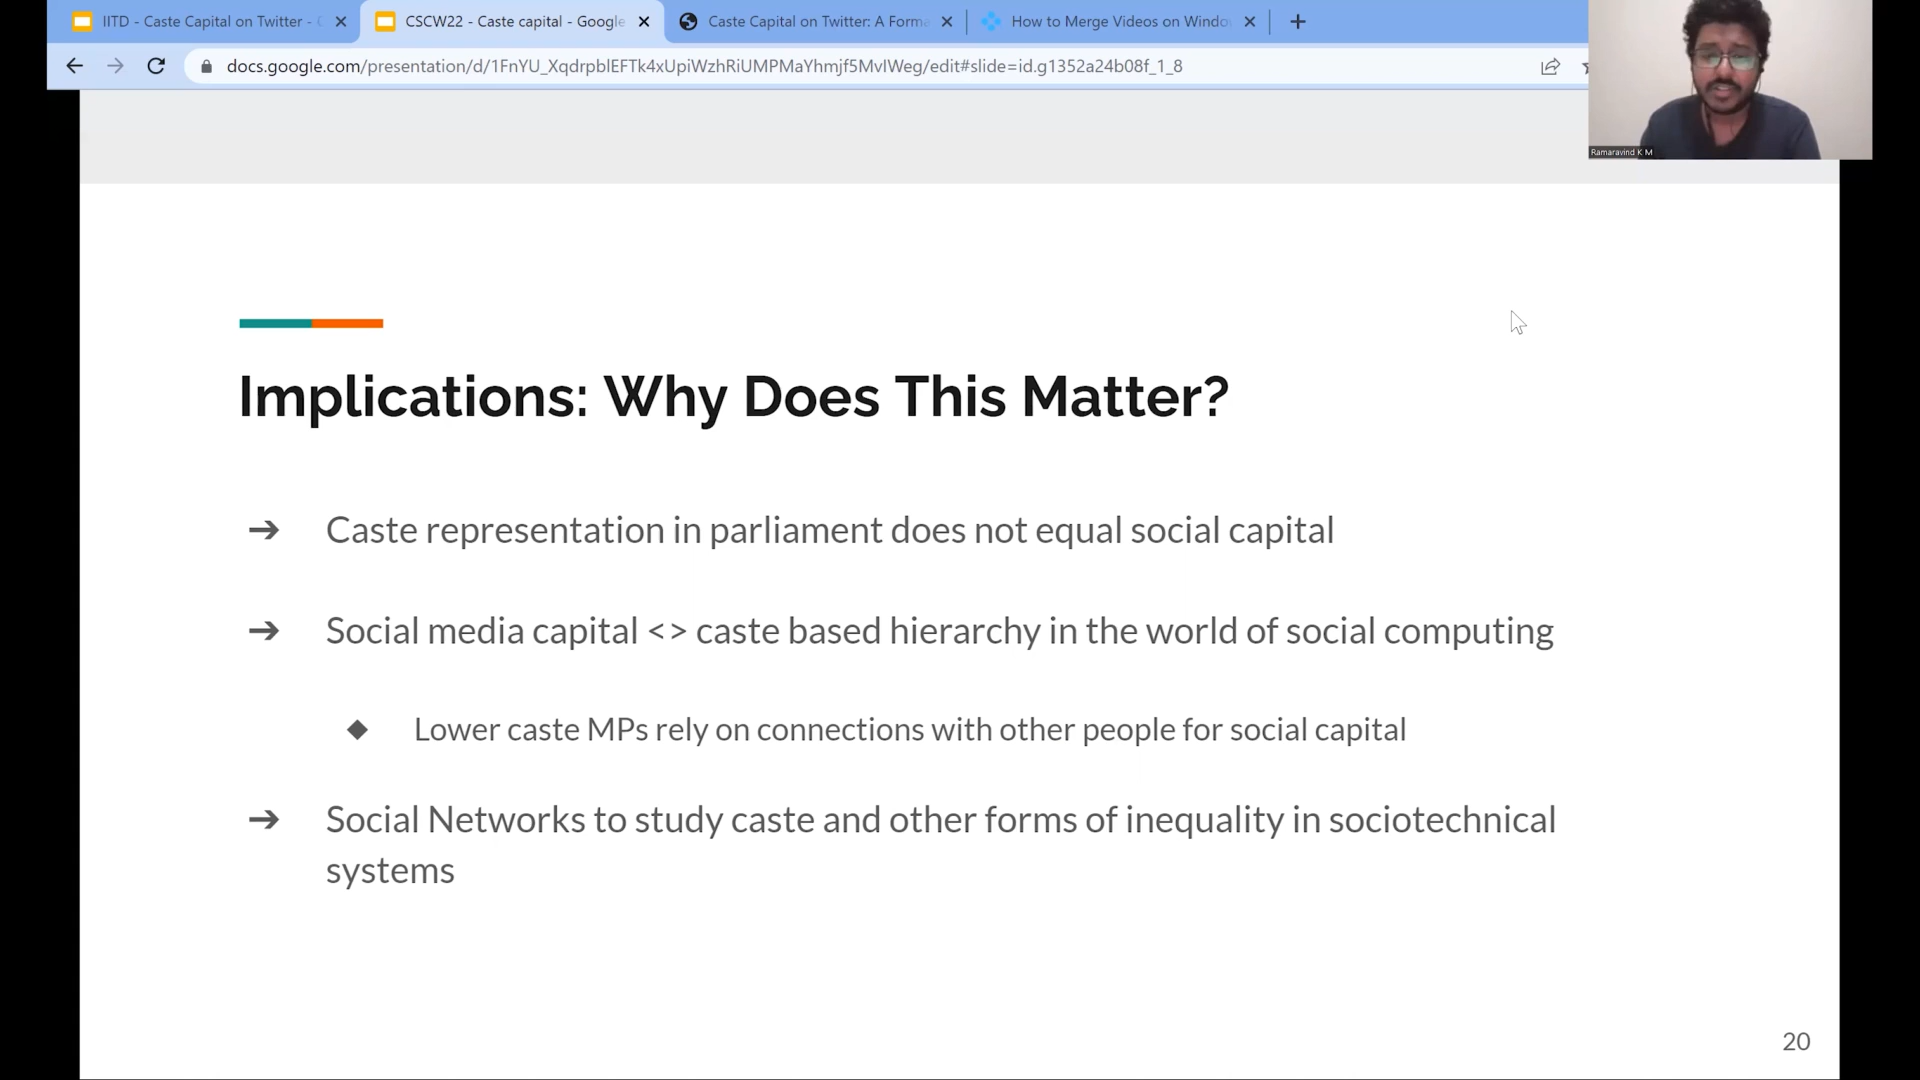 IITD - Caste Capital on Twitter -
CSCW22 - Caste capital - Google
Caste Capital on Twitter: A Forma
How to Merge Videos on Windo
docs.google.com/presentation/d/1FnYU_XqdrpblEFTk4xUpiWzhRiUMPMaYhmjf5MvIWeg/edit#slide=id.g1352a24b08f_1_8
Ramaravind K M
Implications: Why Does This Matter?
➔ Caste representation in parliament does not equal social capital
➔ Social media capital <> caste based hierarchy in the world of social computing
◆ Lower caste MPs rely on connections with other people for social capital
➔ Social Networks to study caste and other forms of inequality in sociotechnical
systems
20